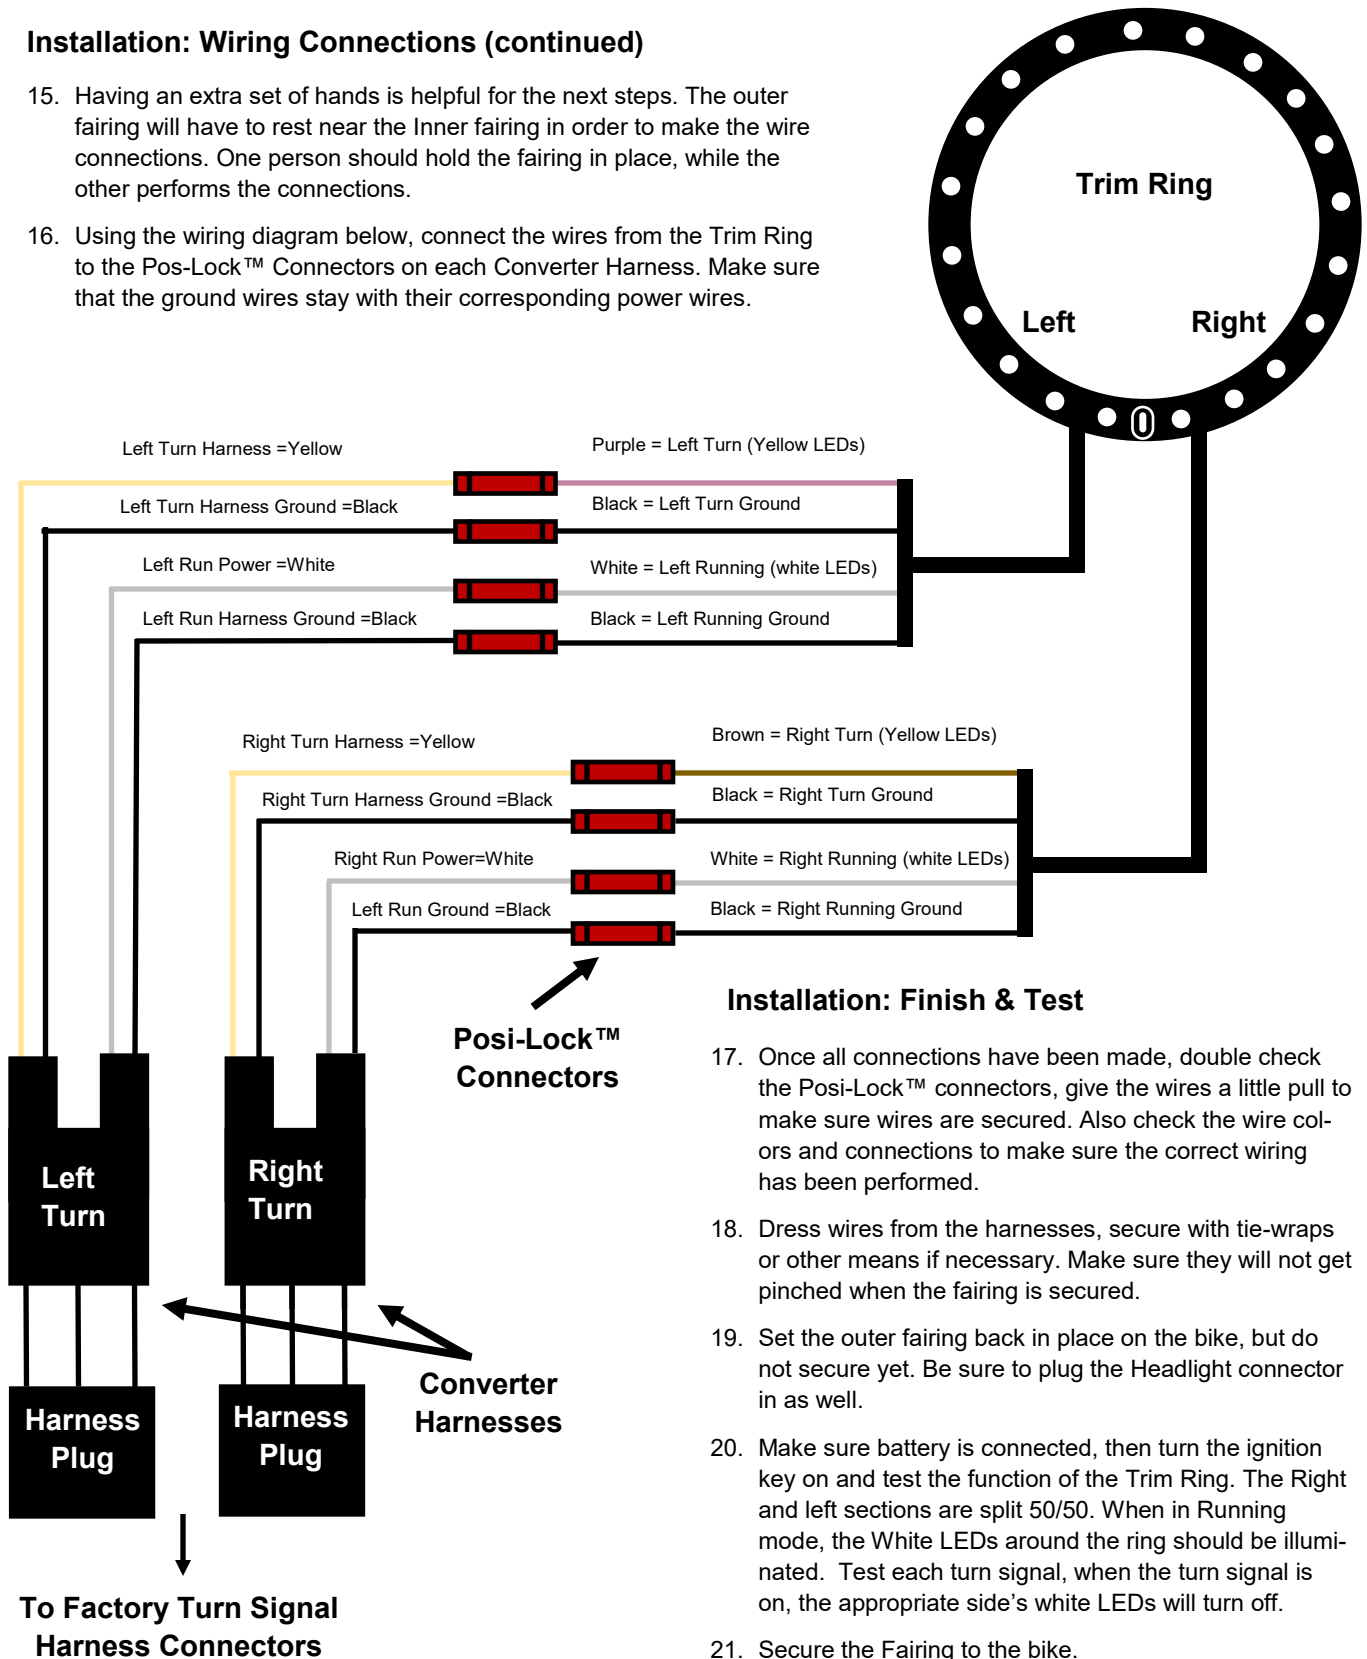 Installation: Wiring Connections (continued)
15. Having an extra set of hands is helpful for the next steps. The outer
fairing will have to rest near the Inner fairing in order to make the wire
connections. One person should hold the fairing in place, while the
other performs the connections.
16. Using the wiring diagram below, connect the wires from the Trim Ring
to the Pos-Lock™ Connectors on each Converter Harness. Make sure
that the ground wires stay with their corresponding power wires.
Trim Ring
Left
Right
Left Turn Harness =Yellow
Purple = Left Turn (Yellow LEDs)
Left Turn Harness Ground =Black
Black = Left Turn Ground
Left Run Power =White
White = Left Running (white LEDs)
Left Run Harness Ground =Black
Black = Left Running Ground
Right Turn Harness =Yellow
Brown = Right Turn (Yellow LEDs)
Right Turn Harness Ground =Black
Black = Right Turn Ground
Right Run Power=White
White = Right Running (white LEDs)
Left Run Ground =Black
Black = Right Running Ground
Posi-Lock™
Connectors
Left
Turn
Right
Turn
Converter
Harnesses
Harness
Plug
Harness
Plug
To Factory Turn Signal
Harness Connectors
Installation: Finish & Test
17. Once all connections have been made, double check
the Posi-Lock™ connectors, give the wires a little pull to
make sure wires are secured. Also check the wire col-
ors and connections to make sure the correct wiring
has been performed.
18. Dress wires from the harnesses, secure with tie-wraps
or other means if necessary. Make sure they will not get
pinched when the fairing is secured.
19. Set the outer fairing back in place on the bike, but do
not secure yet. Be sure to plug the Headlight connector
in as well.
20. Make sure battery is connected, then turn the ignition
key on and test the function of the Trim Ring. The Right
and left sections are split 50/50. When in Running
mode, the White LEDs around the ring should be illumi-
nated. Test each turn signal, when the turn signal is
on, the appropriate side's white LEDs will turn off.
21. Secure the Fairing to the bike.